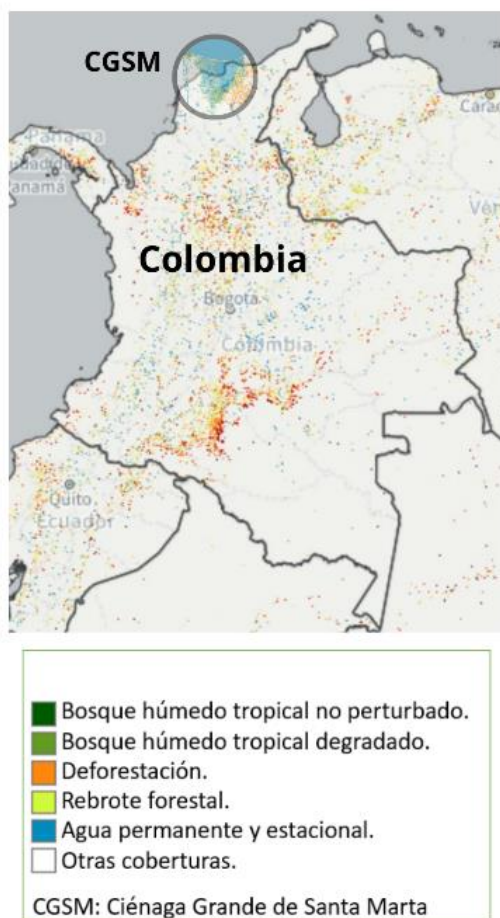 CGSM
Panamá
Panamá
Colombia
Bogotá
Colombia
Quito
Ecuador
Bosque húmedo tropical no perturbado.
Bosque húmedo tropical degradado.
Deforestación.
Rebrote forestal.
Agua permanente y estacional.
Otras coberturas.
CGSM: Ciénaga Grande de Santa Marta